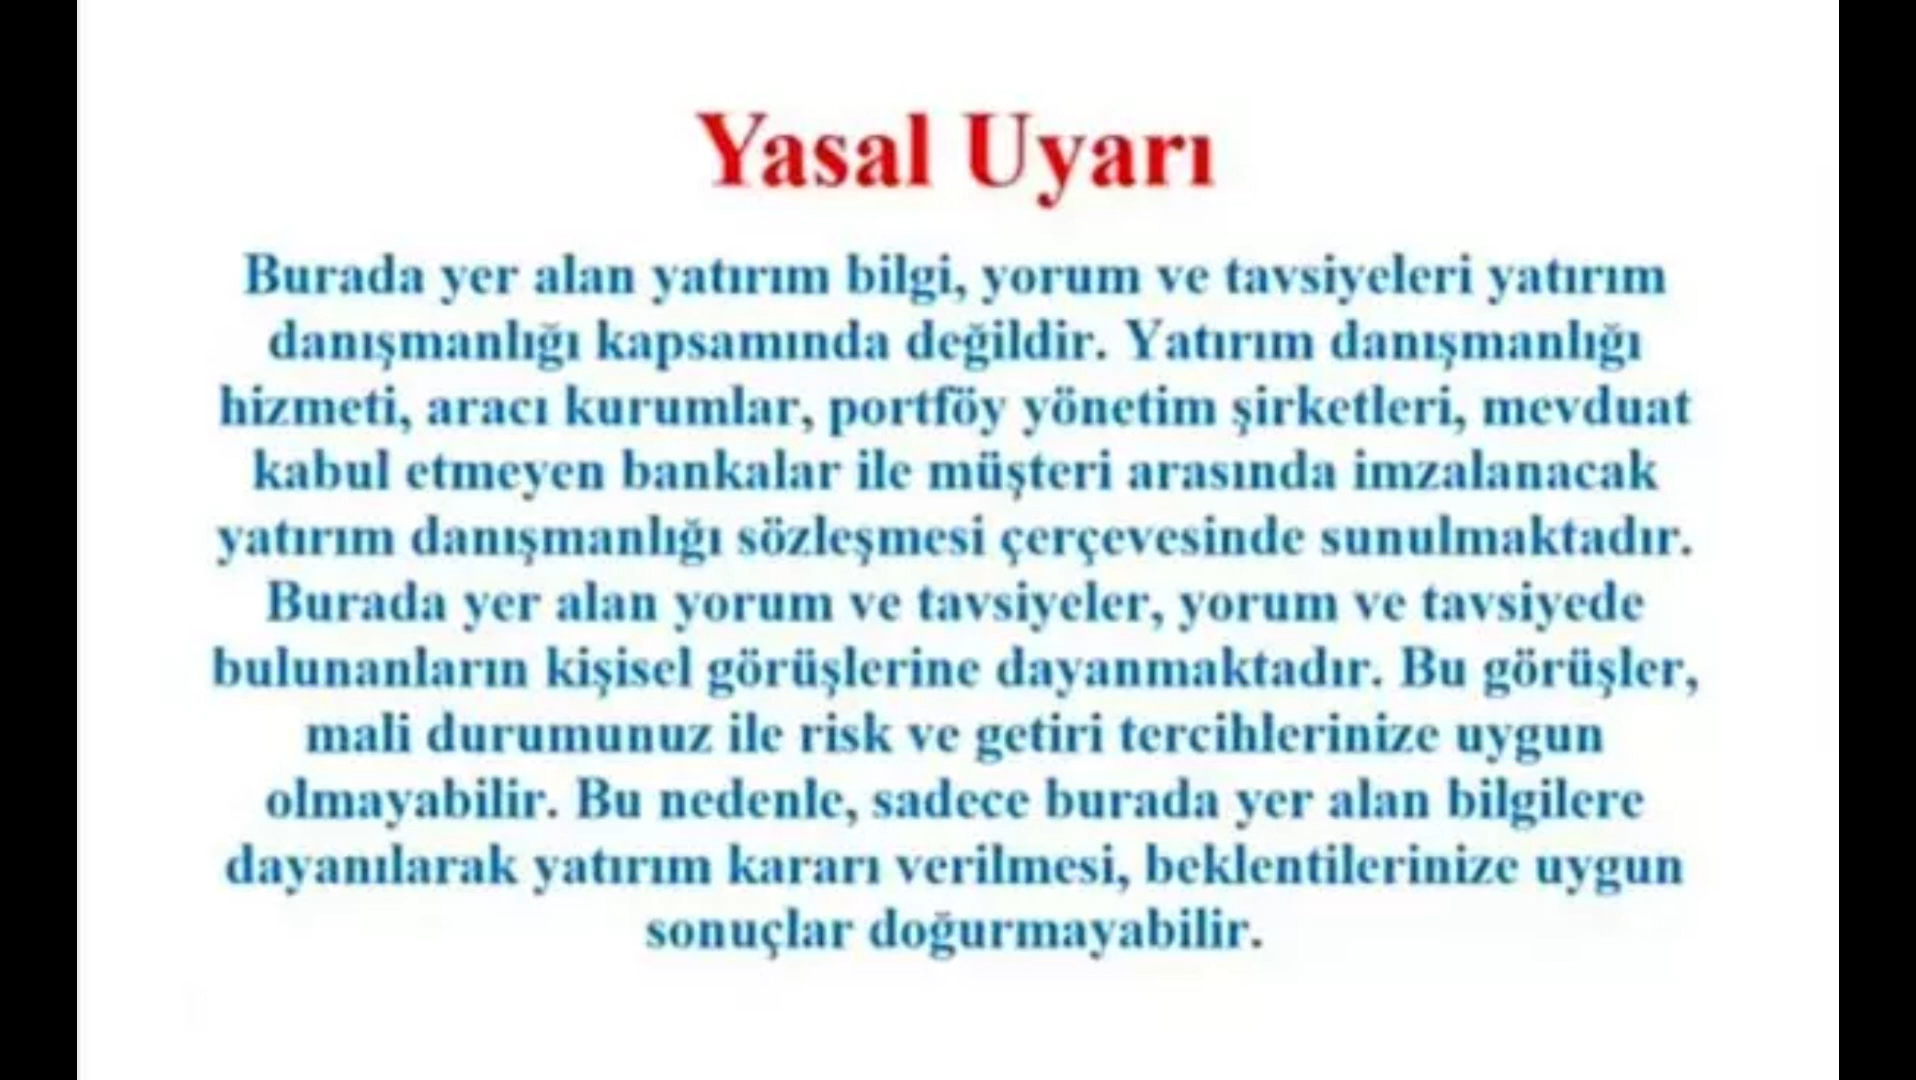 Yasal Uyarı
Burada yer alan yatırım bilgi, yorum ve tavsiyeleri yatırım
danışmanlığı kapsamında değildir. Yatırım danışmanlığı
hizmeti, aracı kurumlar, portföy yönetim şirketleri, mevduat
kabul etmeyen bankalar ile müşteri arasında imzalanacak
yatırım danışmanlığı sözleşmesi çerçevesinde sunulmaktadır.
Burada yer alan yorum ve tavsiyeler, yorum ve tavsiyede
bulunanların kişisel görüşlerine dayanmaktadır. Bu görüşler,
mali durumunuz ile risk ve getiri tercihlerinize uygun
olmayabilir. Bu nedenle, sadece burada yer alan bilgilere
dayanılarak yatırım kararı verilmesi, beklentilerinize uygun
sonuçlar doğurmayabilir.